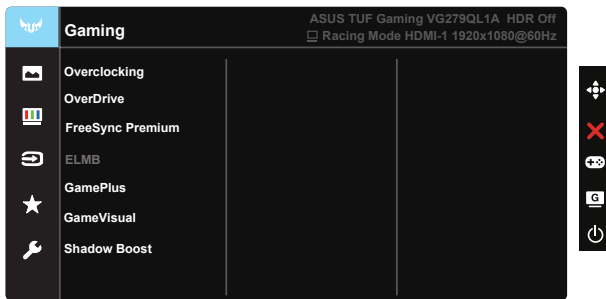 Gaming
ASUS TUF Gaming VG279QL1A HDR Off
Racing Mode HDMI-1 1920x1080@60Hz
Overclocking
OverDrive
FreeSync Premium
ELMB
GamePlus
GameVisual
Shadow Boost
G